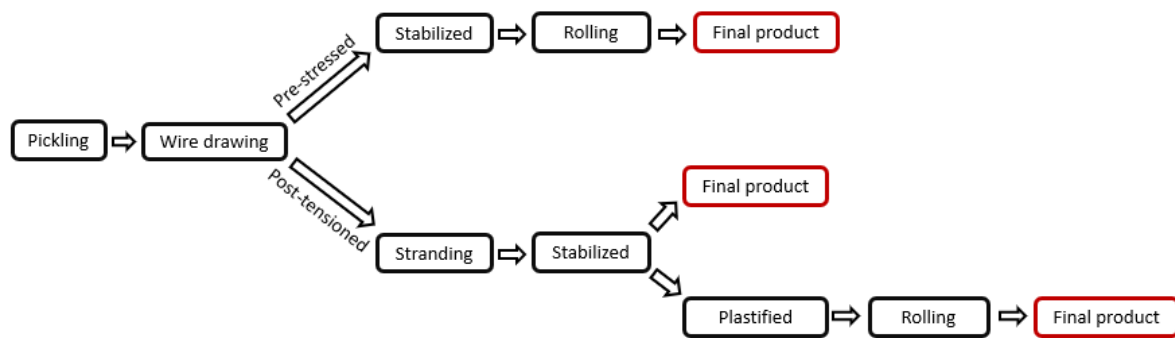 Stabilized
Rolling
Final product
Pre-stressed
Pickling
Wire drawing
Post-tensioned
Final product
Stranding
Stabilized
Plastified
Rolling
Final product